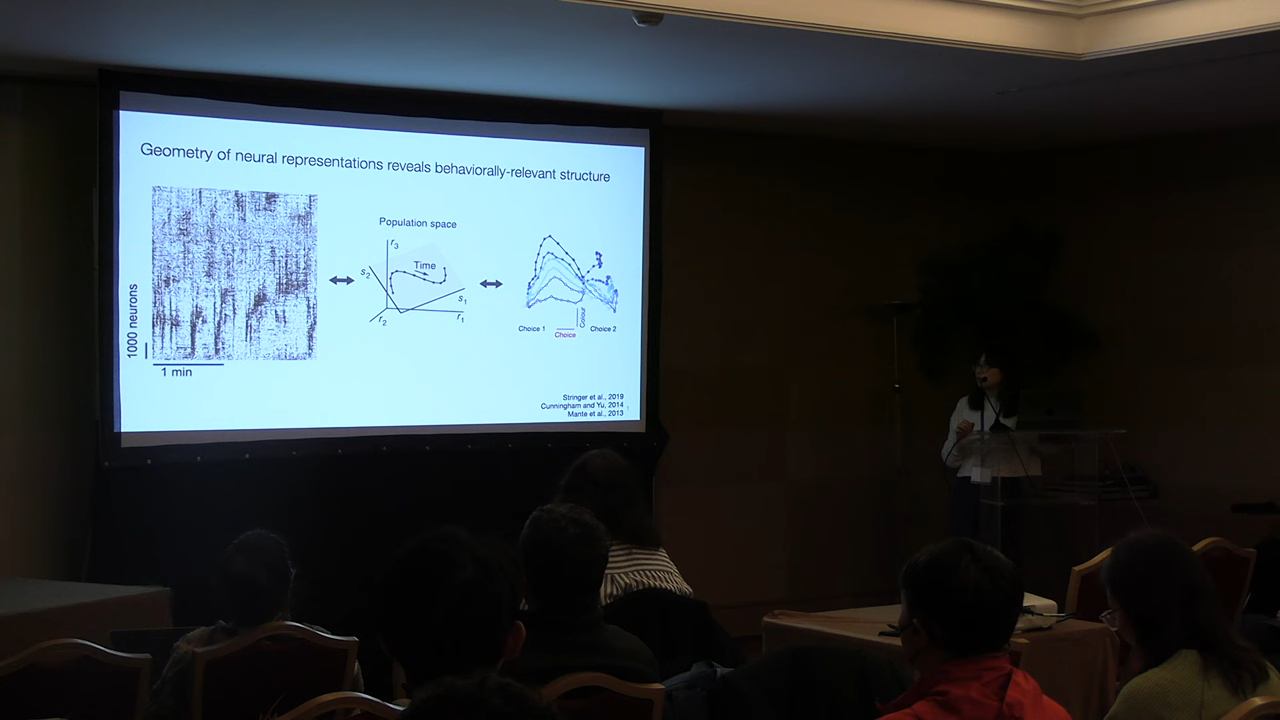 Geometry of neural representations reveals behaviorally-relevant structure
1000 neurons
1 min
Population space
r3
s2
Time
s1
r2
r1
Choice 1
Choice
Colour
Choice 2
Stringer et al., 2019
Cunningham and Yu, 2014
Mante et al., 2013